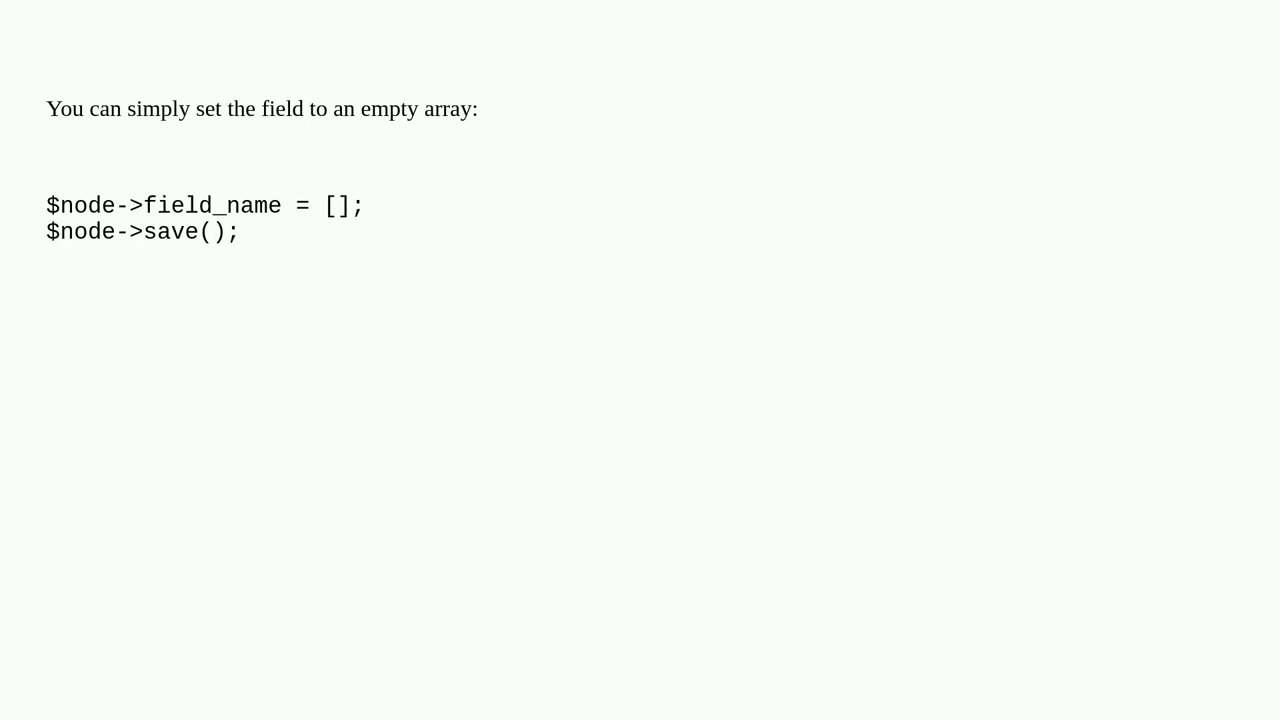 You can simply set the field to an empty array:
$node->field_name = [];
$node->save();